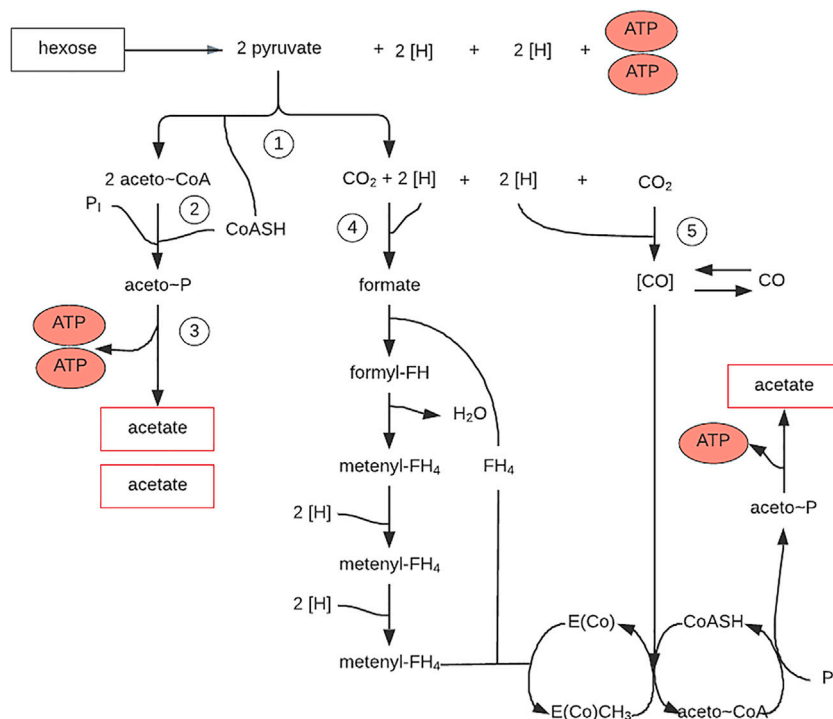 hexose 2 pyruvate + 2 [H] + 2 [H] + ATP
ATP
1
2 aceto~CoA CO2 + 2 [H] + 2 [H] + CO2
PI 2 CoASH 4 5
aceto~P formate [CO] CO
ATP 3
ATP
formyl-FH acetate
acetate H2O ATP
acetate metenyl-FH4 FH4
2 [H] aceto~P
metenyl-FH4
2 [H] E(Co) CoASH
metenyl-FH4 P
E(Co)CH3 aceto~CoA